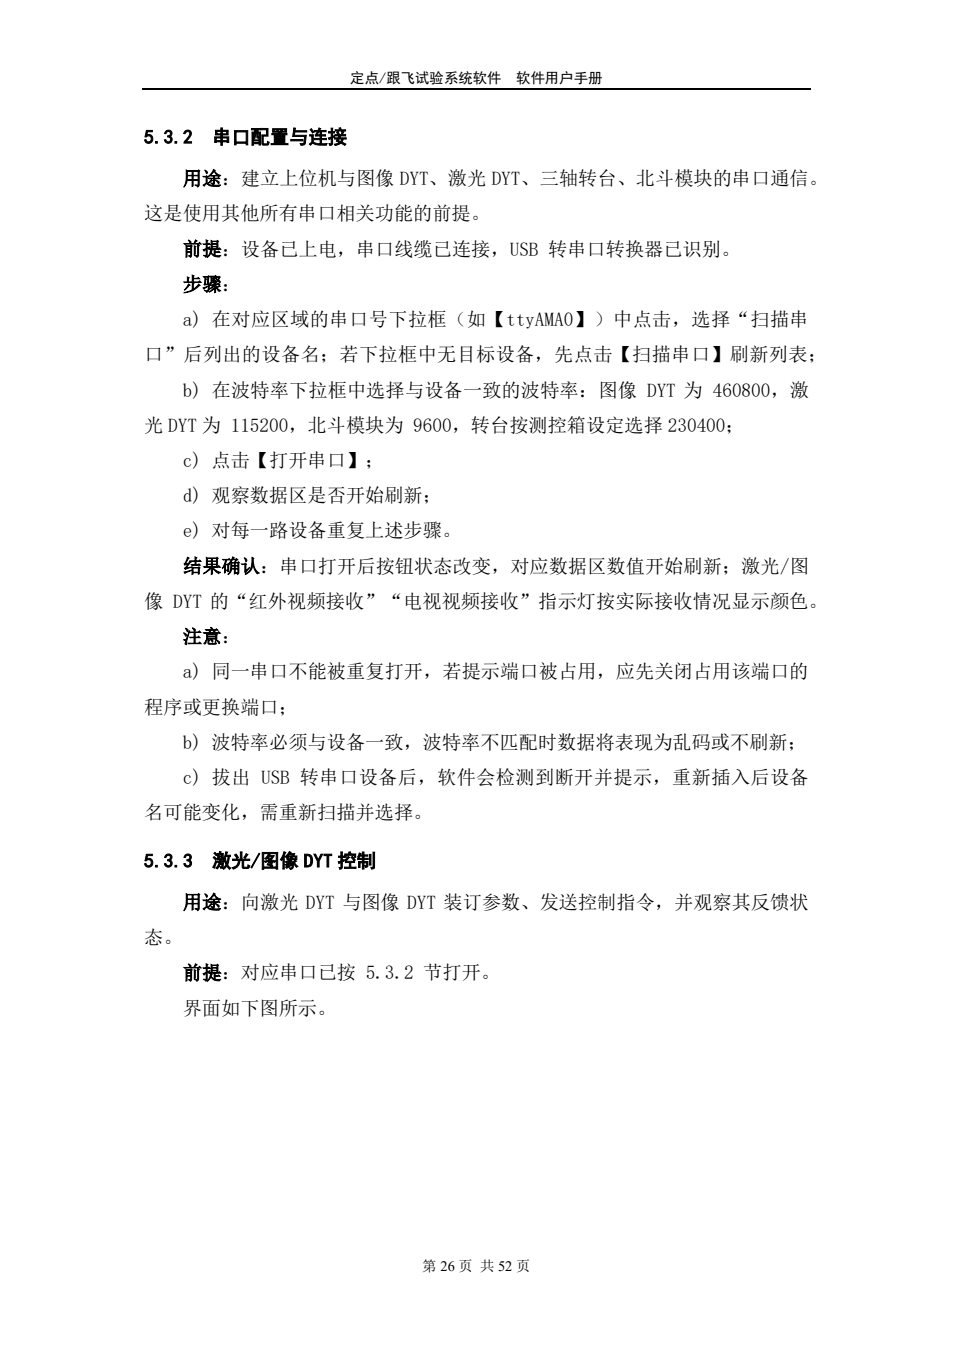 定点/跟飞试验系统软件　软件用户手册
5.3.2　串口配置与连接
用途：建立上位机与图像 DYT、激光 DYT、三轴转台、北斗模块的串口通信。
这是使用其他所有串口相关功能的前提。
前提：设备已上电，串口线缆已连接，USB 转串口转换器已识别。
步骤：
a）在对应区域的串口号下拉框（如【ttyAMA0】）中点击，选择“扫描串
口”后列出的设备名；若下拉框中无目标设备，先点击【扫描串口】刷新列表；
b）在波特率下拉框中选择与设备一致的波特率：图像 DYT 为 460800，激
光 DYT 为 115200，北斗模块为 9600，转台按测控箱设定选择 230400；
c）点击【打开串口】；
d）观察数据区是否开始刷新；
e）对每一路设备重复上述步骤。
结果确认：串口打开后按钮状态改变，对应数据区数值开始刷新；激光/图
像 DYT 的“红外视频接收”“电视视频接收”指示灯按实际接收情况显示颜色。
注意：
a）同一串口不能被重复打开，若提示端口被占用，应先关闭占用该端口的
程序或更换端口；
b）波特率必须与设备一致，波特率不匹配时数据将表现为乱码或不刷新；
c）拔出 USB 转串口设备后，软件会检测到断开并提示，重新插入后设备
名可能变化，需重新扫描并选择。
5.3.3　激光/图像 DYT 控制
用途：向激光 DYT 与图像 DYT 装订参数、发送控制指令，并观察其反馈状
态。
前提：对应串口已按 5.3.2 节打开。
界面如下图所示。
第 26 页 共 52 页